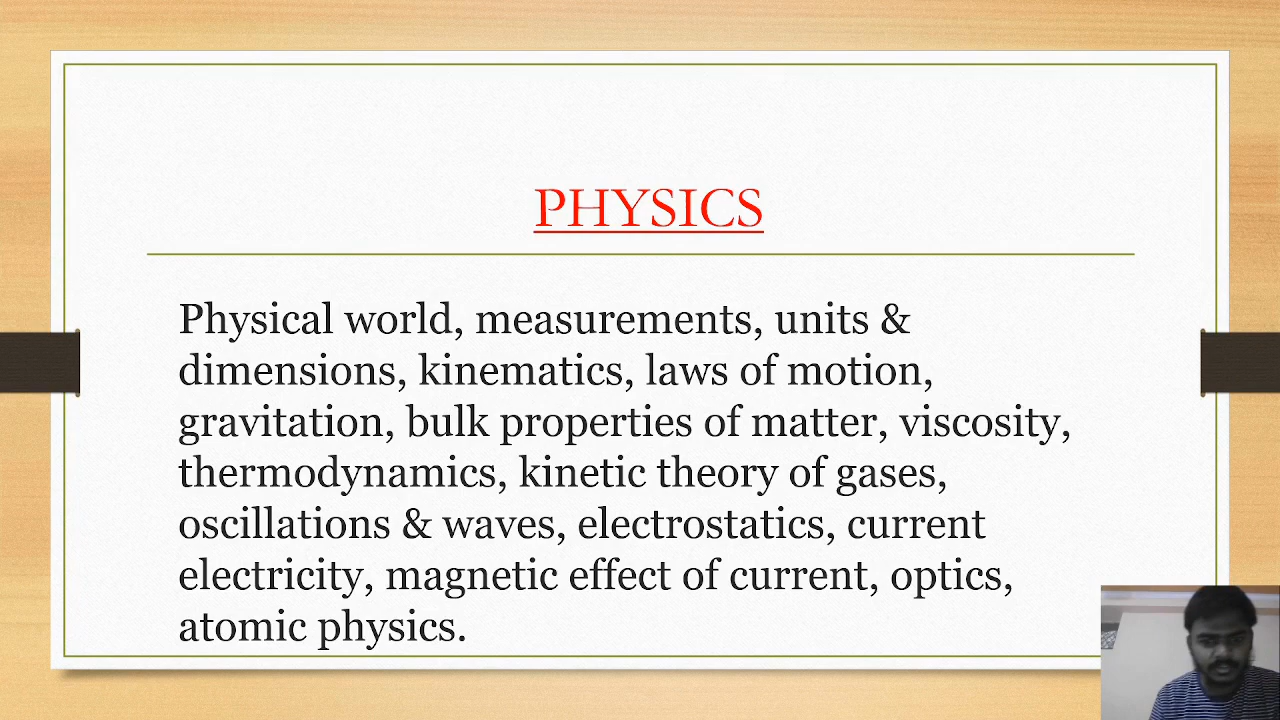 PHYSICS
Physical world, measurements, units &
dimensions, kinematics, laws of motion,
gravitation, bulk properties of matter, viscosity,
thermodynamics, kinetic theory of gases,
oscillations & waves, electrostatics, current
electricity, magnetic effect of current, optics,
atomic physics.